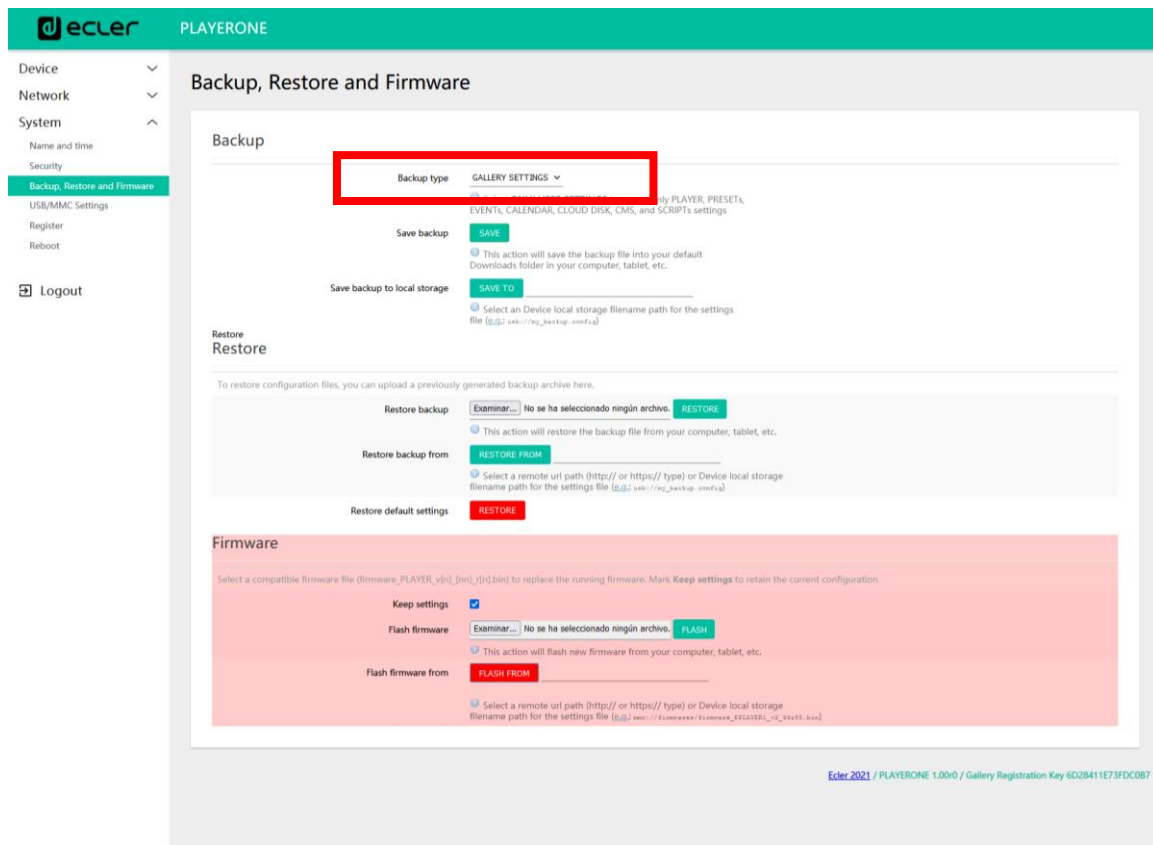 ecler
PLAYERONE
Device
Network
System
Name and time
Security
Backup, Restore and Firmware
USB/MMC Settings
Register
Reboot
Logout
Backup, Restore and Firmware
Backup
Backup type GALLERY SETTINGS
only PLAYER, PRESETs,
EVENTs, CALENDAR, CLOUD DISK, CMS, and SCRIPTs settings
Save backup SAVE
This action will save the backup file into your default
Downloads folder in your computer, tablet, etc.
Save backup to local storage SAVE TO
Select an Device local storage filename path for the settings
file (e.g.: usb://my_backup.config)
Restore
Restore
To restore configuration files, you can upload a previously generated backup archive here.
Restore backup Examinar... No se ha seleccionado ningún archivo. RESTORE
This action will restore the backup file from your computer, tablet, etc.
Restore backup from RESTORE FROM
Select a remote url path (http:// or https:// type) or Device local storage
filename path for the settings file (e.g.: usb://my_backup.config)
Restore default settings RESTORE
Firmware
Select a compatible firmware file (firmware_PLAYER_v[n]_[nn]_r[n].bin) to replace the running firmware. Mark Keep settings to retain the current configuration
Keep settings
Flash firmware Examinar... No se ha seleccionado ningún archivo. FLASH
This action will flash new firmware from your computer, tablet, etc.
Flash firmware from FLASH FROM
Select a remote url path (http:// or https:// type) or Device local storage
filename path for the settings file (e.g.:
Ecler 2021 / PLAYERONE 1.00r0 / Gallery Registration Key 6D28411E73FDC0B7